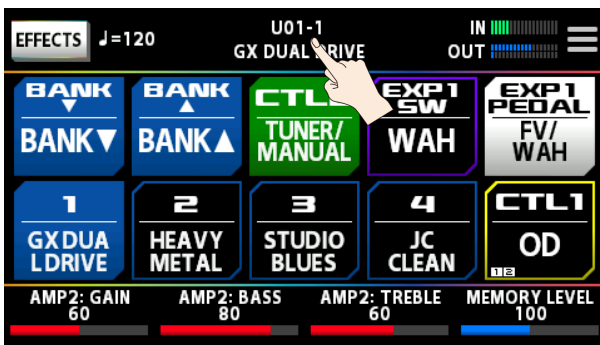 EFFECTS ♩=120 U01-1 IN
GX DUAL DRIVE OUT
BANK ▼ BANK ▲ EXP1 SW EXP1 PEDAL
BANK▼ BANK▲ TUNER/MANUAL WAH FV/WAH
1 2 3 4 CTL1
GXDUA
LDRIVE
HEAVY
METAL
STUDIO
BLUES
JC
CLEAN
OD
1 2
AMP2: GAIN AMP2: BASS AMP2: TREBLE MEMORY LEVEL
60 80 60 100